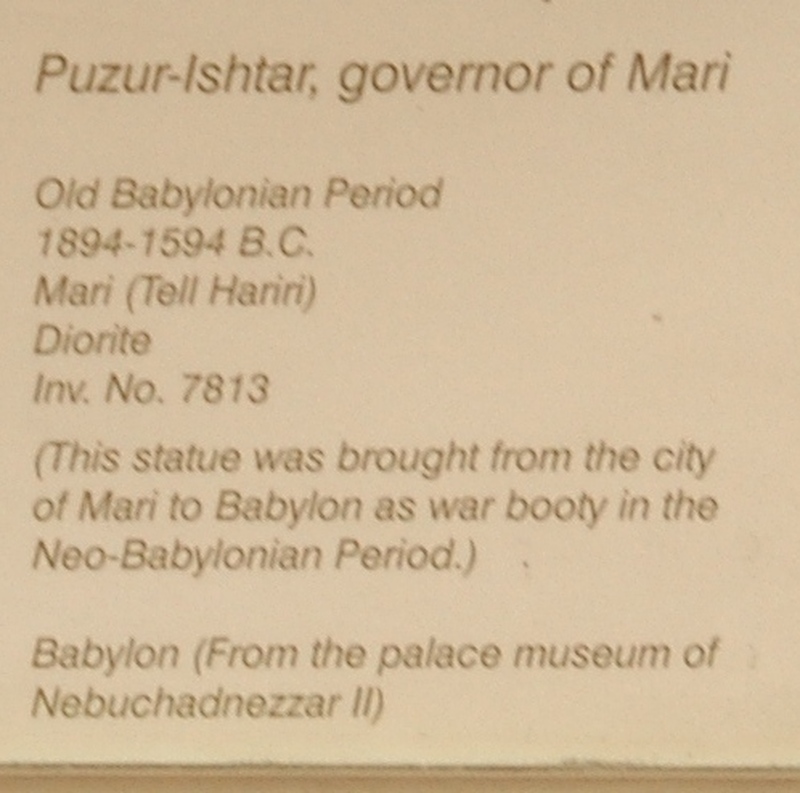 Puzur-Ishtar, governor of Mari
Old Babylonian Period
1894-1594 B.C.
Mari (Tell Hariri)
Diorite
Inv. No. 7813
(This statue was brought from the city
of Mari to Babylon as war booty in the
Neo-Babylonian Period.)
Babylon (From the palace museum of
Nebuchadnezzar II)